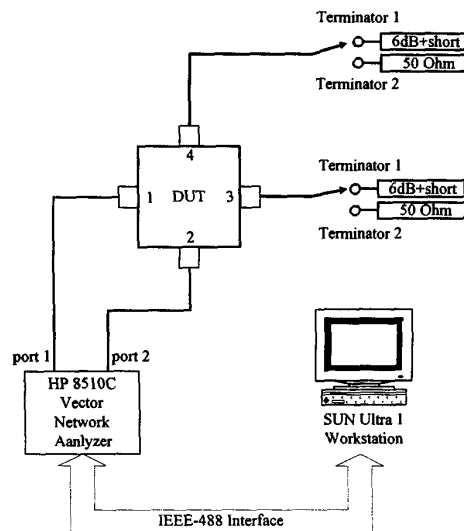 Terminator 1
6dB+short
50 Ohm
Terminator 2
4
1 DUT 3
2
Terminator 1
6dB+short
50 Ohm
Terminator 2
port 1
port 2
HP 8510C
Vector
Network
Aanlyzer
SUN Ultra 1
Workstation
IEEE-488 Interface